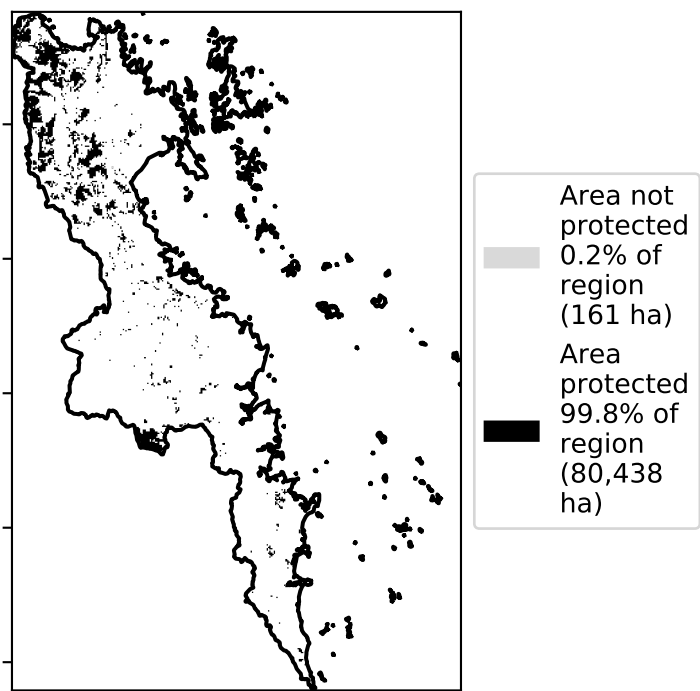 Area not
protected
0.2% of
region
(161 ha)
Area
protected
99.8% of
region
(80,438
ha)